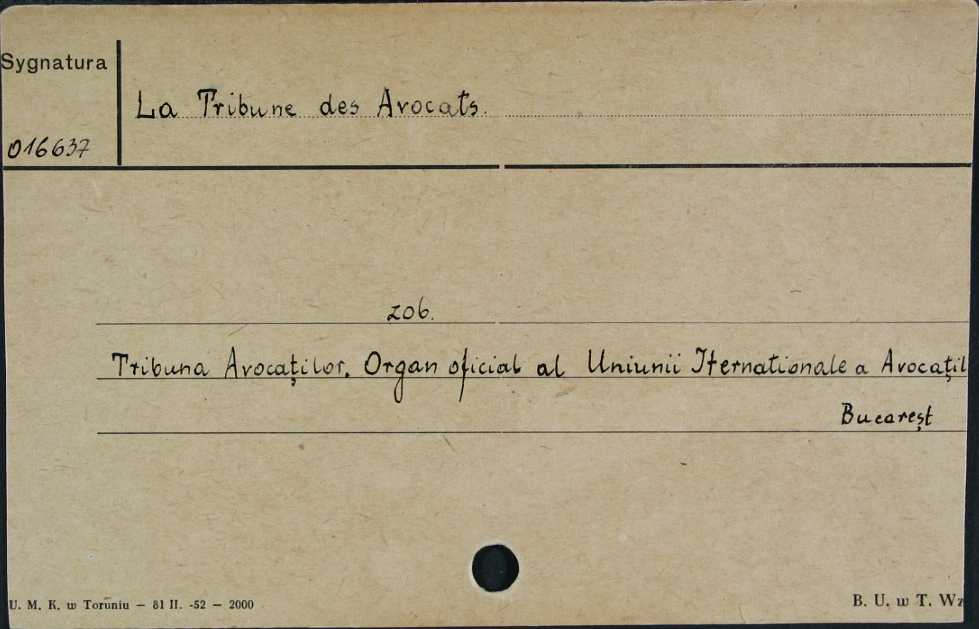 Sygnatura
La Tribune des Avocats.
016637
zob.
Tribuna Avocaților. Organ oficial al Uniunii Iternationale a Avocațil
Bucareșt
U. M. K. w Toruniu — 81 II. -52 — 2000
B. U. w T. Wz